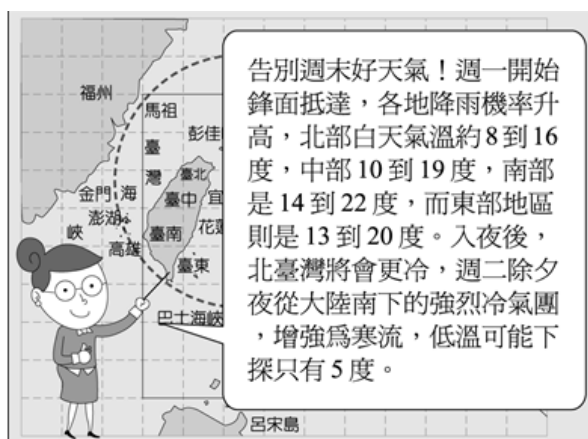 告別週末好天氣！週一開始
鋒面抵達，各地降雨機率升
高，北部白天氣溫約8到16
度，中部10到19度，南部
是14到22度，而東部地區
則是13到20度。入夜後，
北臺灣將會更冷，週二除夕
夜從大陸南下的強烈冷氣團
，增強爲寒流，低溫可能下
探只有5度。
福州
馬祖
彭佳
臺灣海峽
臺北
金門
臺中
宜
澎湖
花蓮
臺南
高雄
臺東
巴士海峽
呂宋島